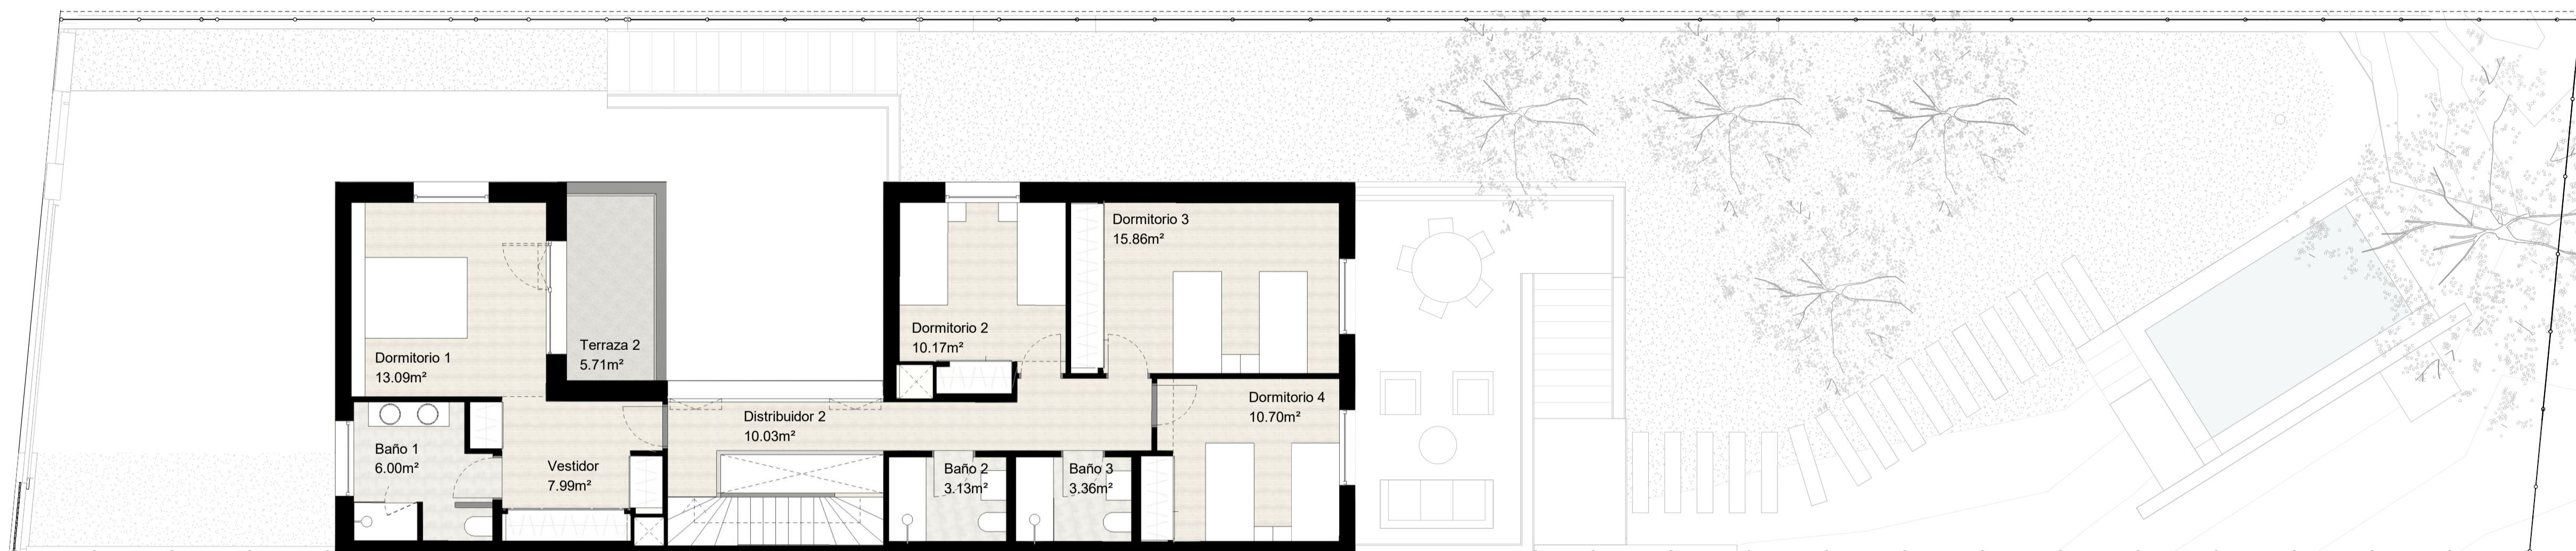 Dormitorio 3
15.86m²
Dormitorio 2
10.17m²
Terraza 2
5.71m²
Dormitorio 1
13.09m²
Dormitorio 4
10.70m²
Distribuidor 2
10.03m²
Baño 1
6.00m²
Vestidor
7.99m²
Baño 2
3.13m²
Baño 3
3.36m²